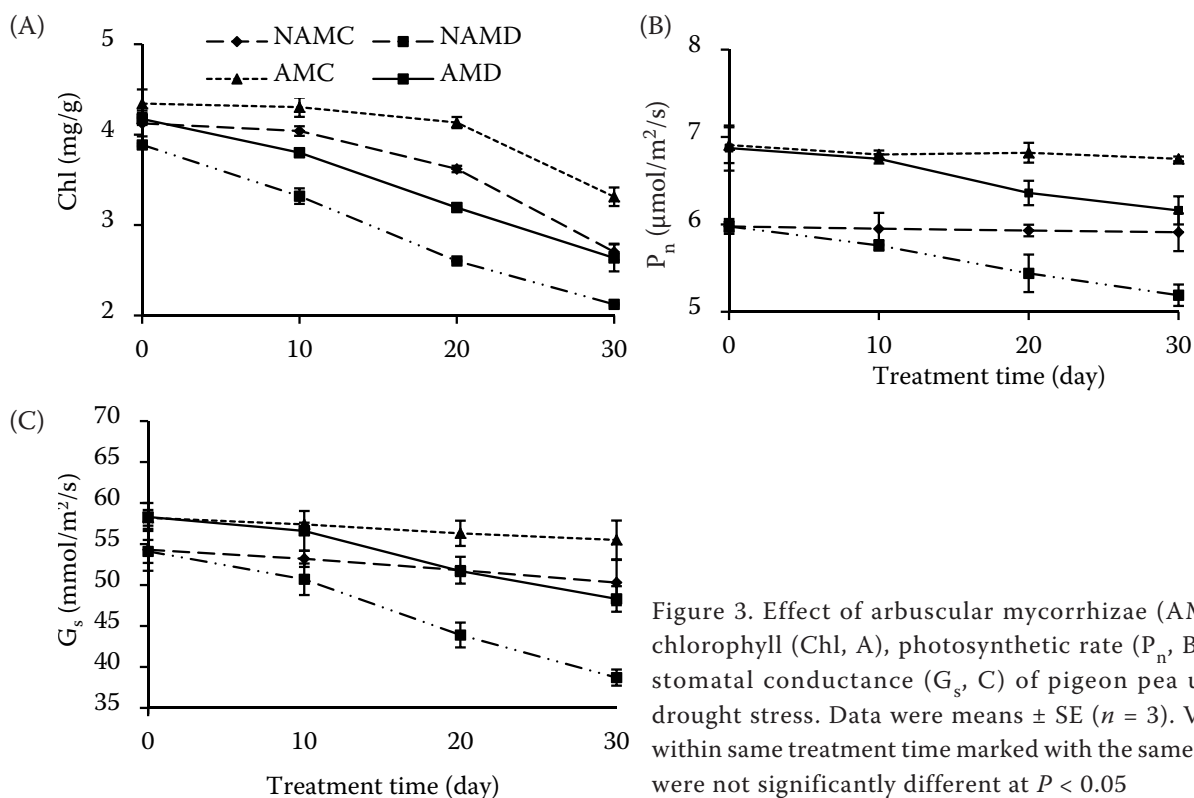 (A)
Chl (mg/g)
5
4
3
2
0 10 20 30
NAMC NAMD
AMC AMD
(B)
Pn (μmol/m²/s)
8
7
6
5
0 10 20 30
Treatment time (day)
(C)
Gs (mmol/m²/s)
70
65
60
55
50
45
40
35
0 10 20 30
Treatment time (day)
Figure 3. Effect of arbuscular mycorrhizae (AM
chlorophyll (Chl, A), photosynthetic rate (Pn, B
stomatal conductance (Gs, C) of pigeon pea u
drought stress. Data were means ± SE (n = 3). V
within same treatment time marked with the same
were not significantly different at P < 0.05